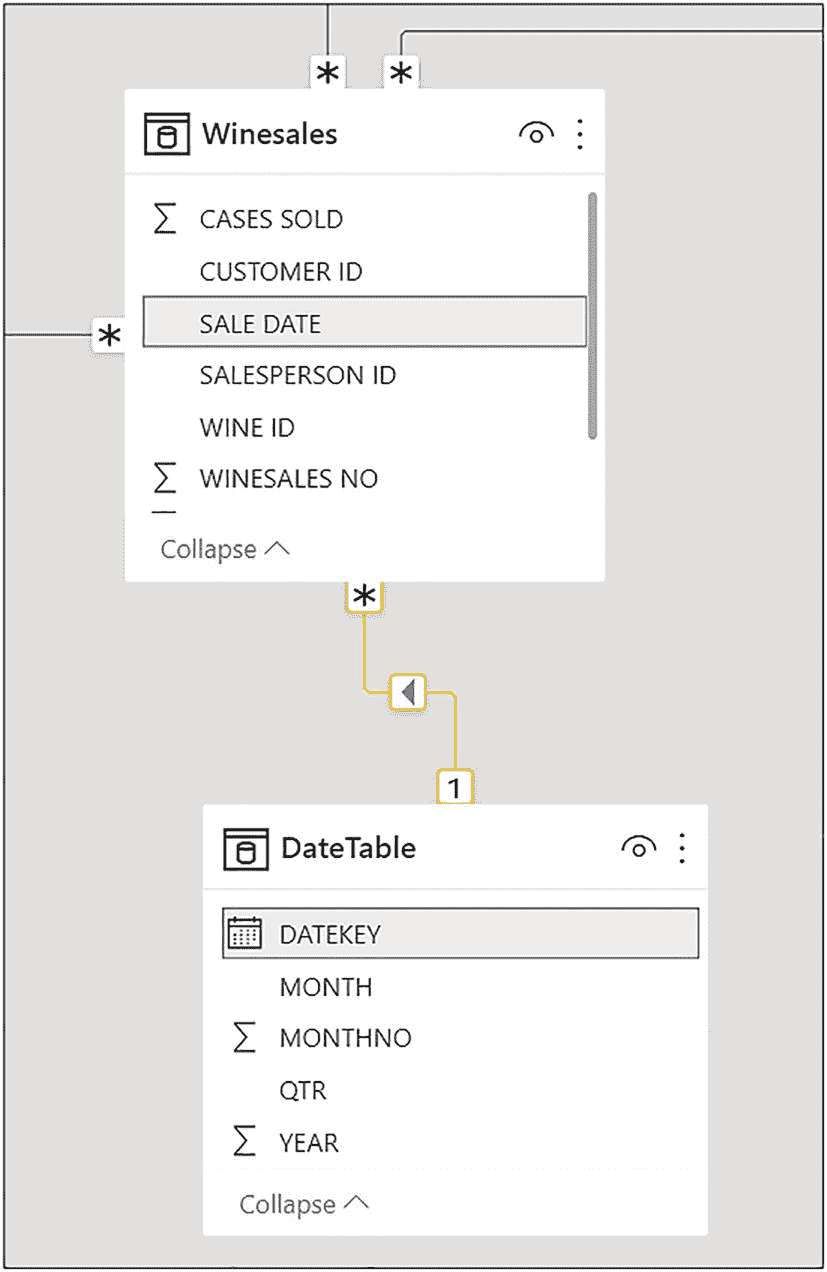 * *
Winesales
Σ CASES SOLD
CUSTOMER ID
SALE DATE
*
SALESPERSON ID
WINE ID
Σ WINESALES NO
Collapse
*
1
DateTable
DATEKEY
MONTH
Σ MONTHNO
QTR
Σ YEAR
Collapse